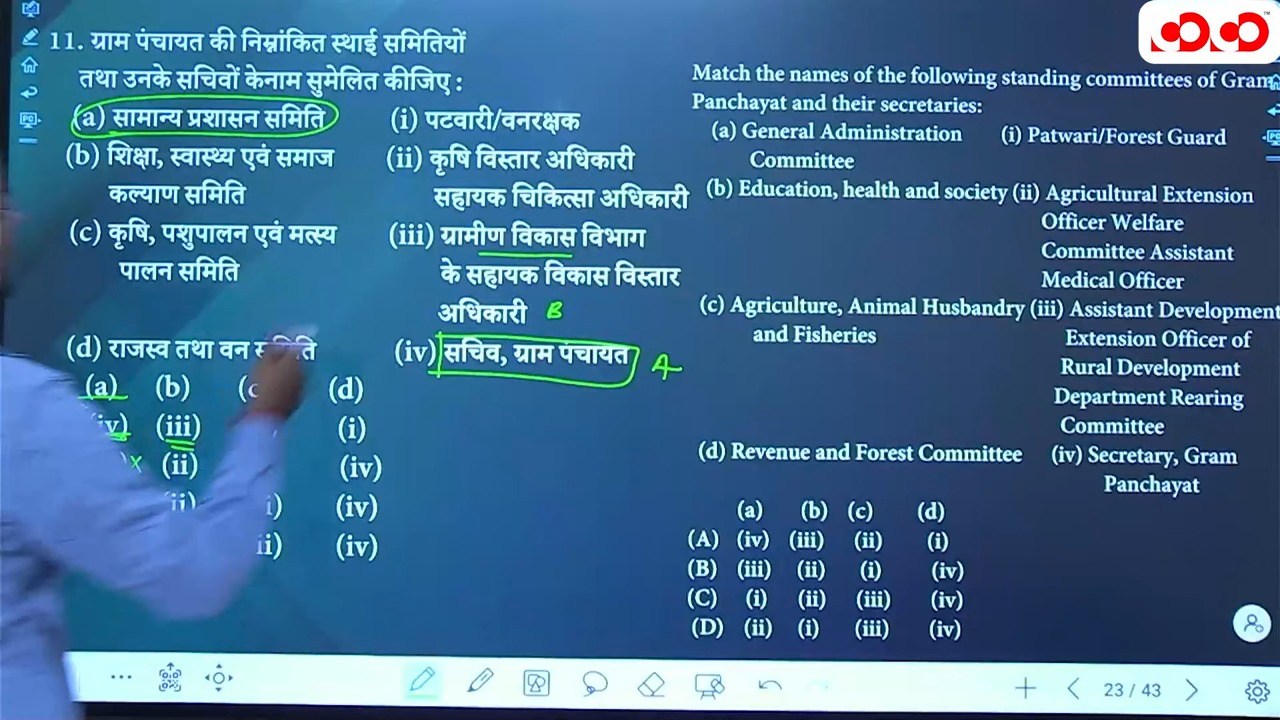 11. ग्राम पंचायत की निम्नांकित स्थाई समितियों
तथा उनके सचिवों केनाम सुमेलित कीजिए :
(a) सामान्य प्रशासन समिति (i) पटवारी/वनरक्षक
(b) शिक्षा, स्वास्थ्य एवं समाज (ii) कृषि विस्तार अधिकारी
कल्याण समिति सहायक चिकित्सा अधिकारी
(c) कृषि, पशुपालन एवं मत्स्य (iii) ग्रामीण विकास विभाग
पालन समिति के सहायक विकास विस्तार
अधिकारी B
(d) राजस्व तथा वन (iv) सचिव, ग्राम पंचायत A
(a) (b) (d)
(iii) (i)
x (ii) (iv)
(iv)
(iv)
Match the names of the following standing committees of Gram
Panchayat and their secretaries:
(a) General Administration (i) Patwari/Forest Guard
Committee
(b) Education, health and society (ii) Agricultural Extension
Officer Welfare
Committee Assistant
Medical Officer
(c) Agriculture, Animal Husbandry (iii) Assistant Development
and Fisheries Extension Officer of
Rural Development
Department Rearing
Committee
(d) Revenue and Forest Committee (iv) Secretary, Gram
Panchayat
(a) (b) (c) (d)
(A) (iv) (iii) (ii) (i)
(B) (iii) (ii) (i) (iv)
(C) (i) (ii) (iii) (iv)
(D) (ii) (i) (iii) (iv)
23 / 43